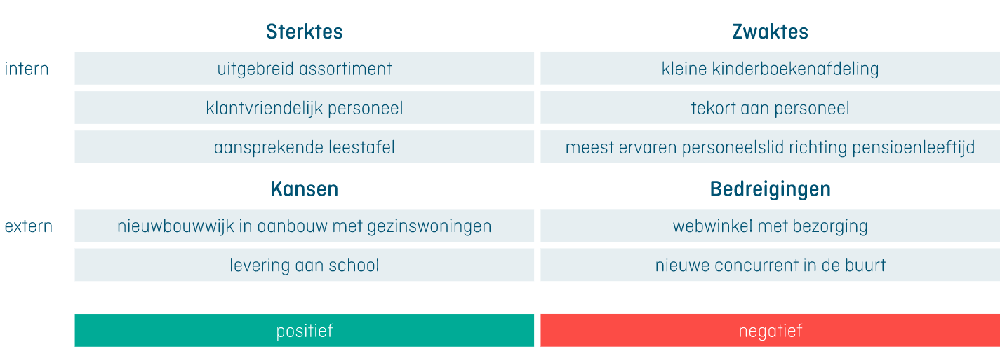 Sterktes Zwaktes
intern uitgebreid assortiment kleine kinderboekenafdeling
klantvriendelijk personeel tekort aan personeel
aansprekende leestafel meest ervaren personeelslid richting pensioenleeftijd
Kansen Bedreigingen
extern nieuwbouwwijk in aanbouw met gezinswoningen webwinkel met bezorging
levering aan school nieuwe concurrent in de buurt
positief negatief